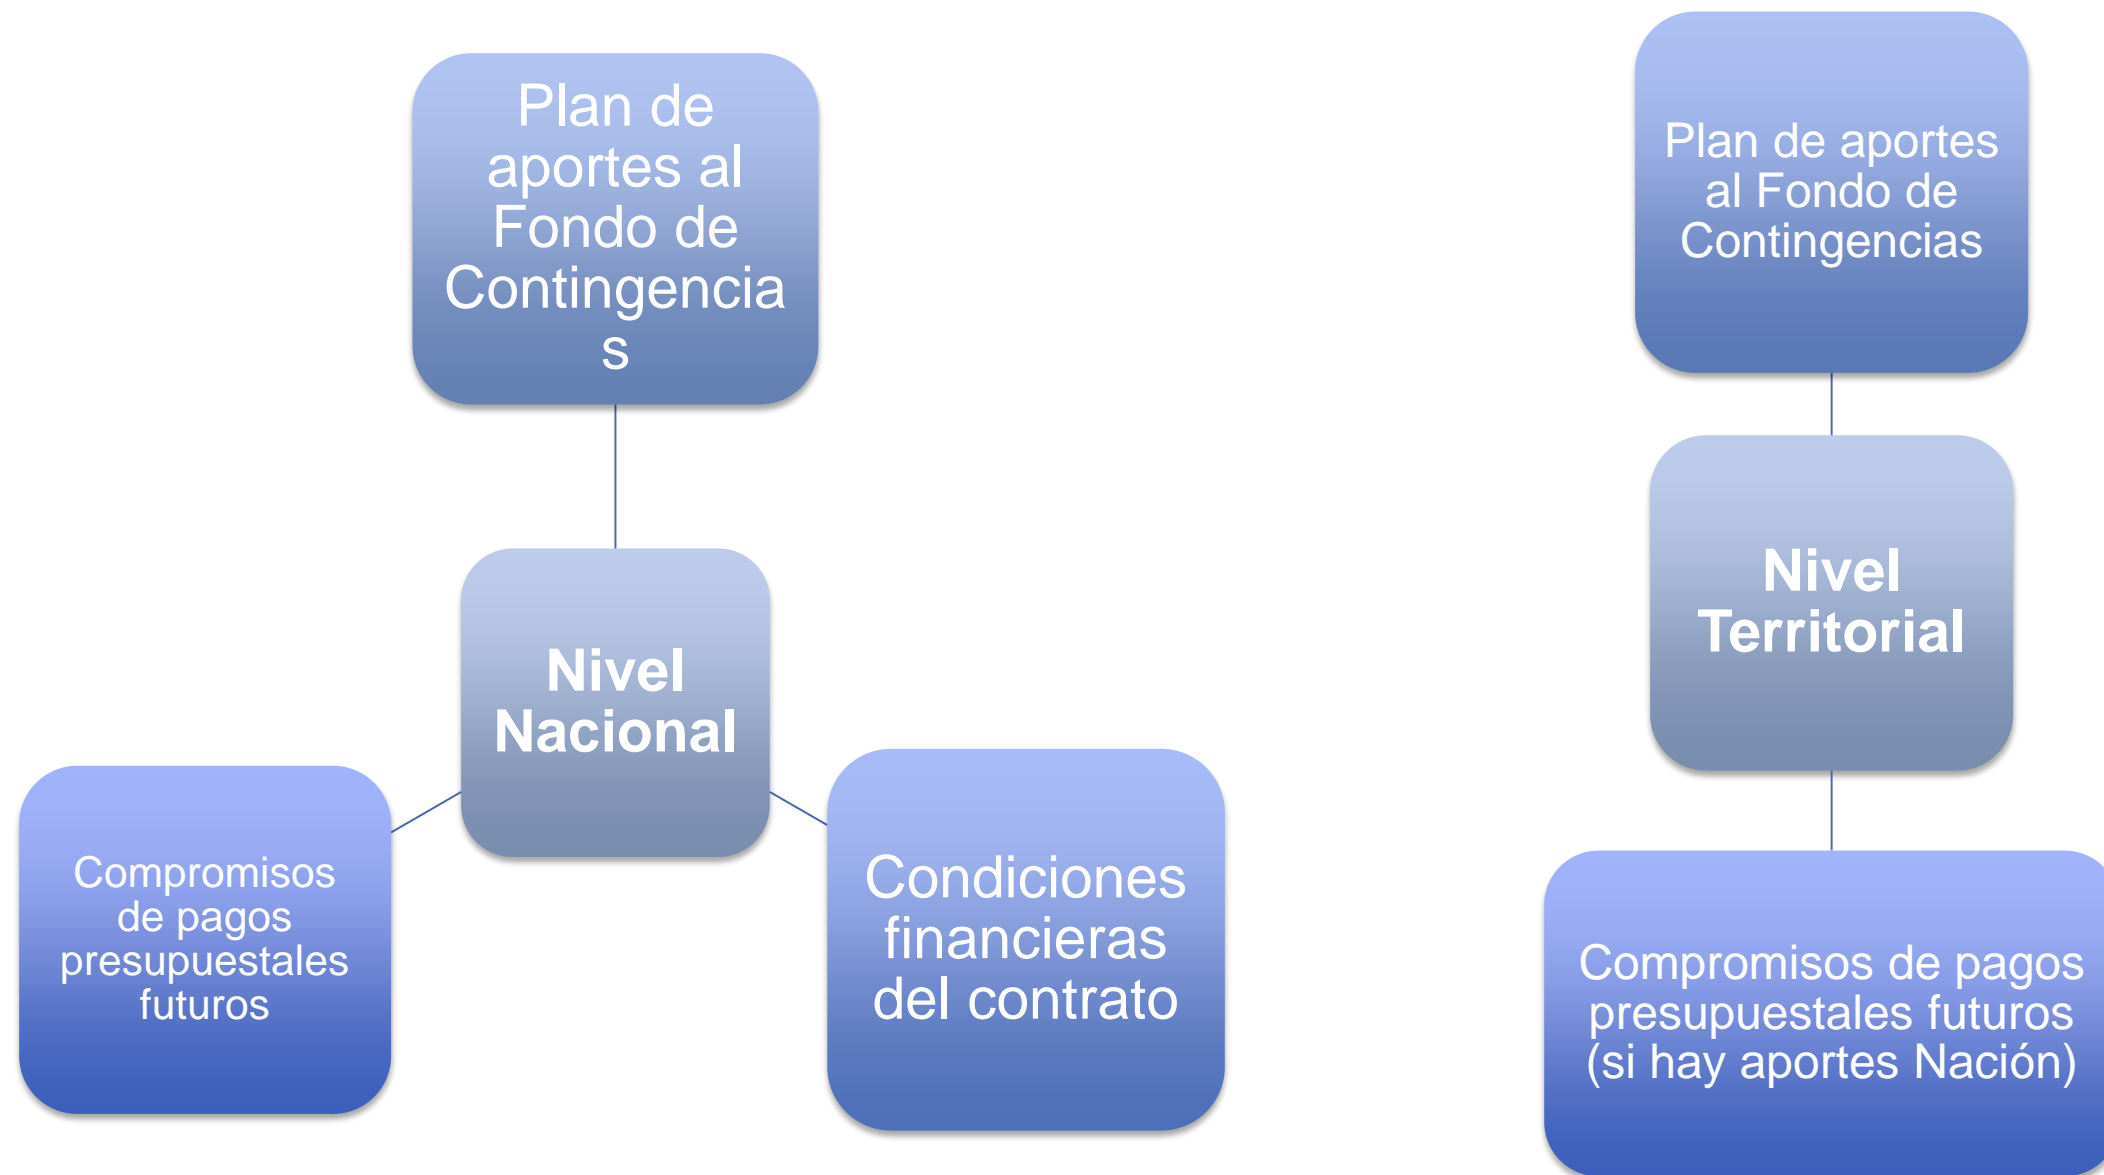 Plan de
aportes al
Fondo de
Contingencia
s
Nivel
Nacional
Compromisos
de pagos
presupuestales
futuros
Condiciones
financieras
del contrato
Plan de aportes
al Fondo de
Contingencias
Nivel
Territorial
Compromisos de pagos
presupuestales futuros
(si hay aportes Nación)